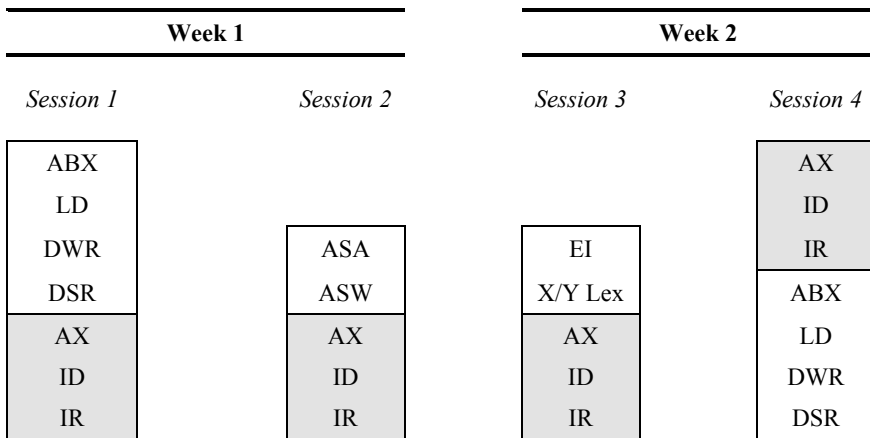 Week 1 Week 2
Session 1 Session 2 Session 3 Session 4
ABX AX
LD ID
DWR ASA EI IR
DSR ASW X/Y Lex ABX
AX AX AX LD
ID ID ID DWR
IR IR IR DSR